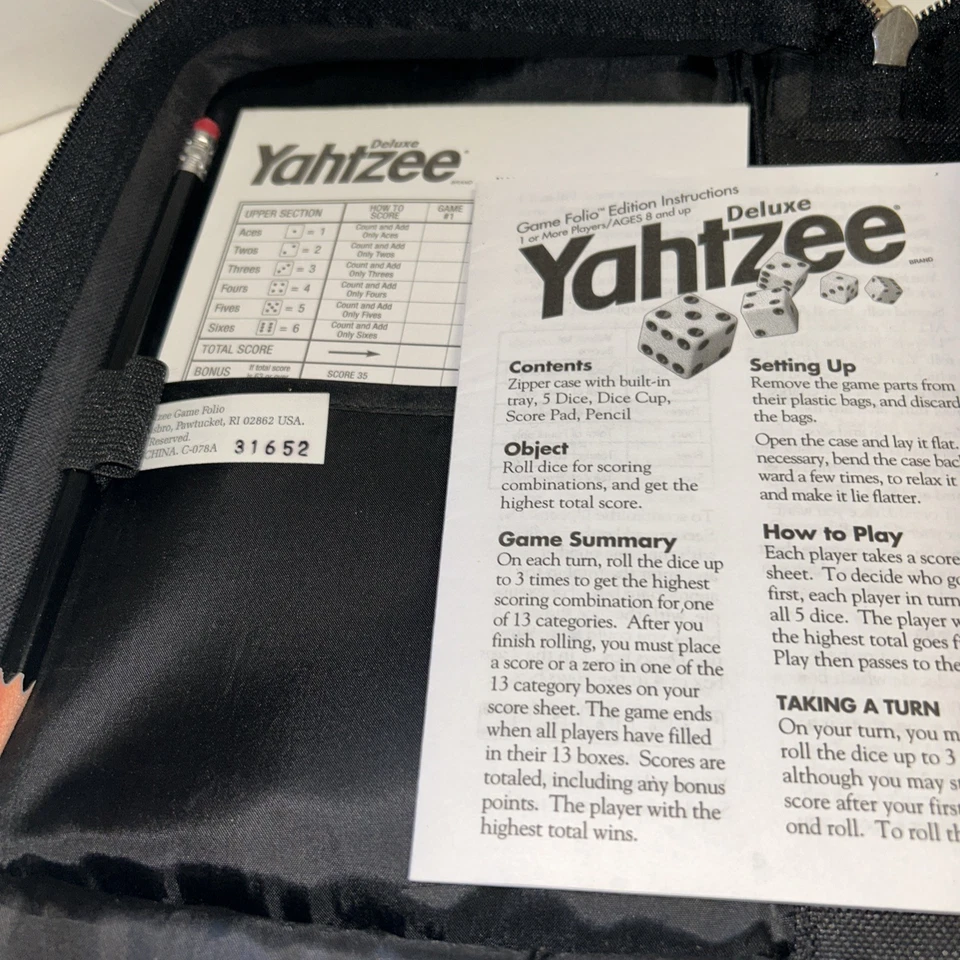 Deluxe
Yahtzee
BRAND
UPPER SECTION
HOW TO
SCORE
GAME
#1
Aces = 1
Count and Add
Only Aces
Twos = 2
Count and Add
Only Twos
Threes = 3
Count and Add
Only Threes
Fours = 4
Count and Add
Only Fours
Fives = 5
Count and Add
Only Fives
Sixes = 6
Count and Add
Only Sixes
TOTAL SCORE
BONUS
If total score
SCORE 35
Game Folio
Pawtucket, RI 02862 USA.
Reserved.
C-078A 31652
Game Folio™ Edition Instructions
1 or More Players/AGES 8 and up
Deluxe
Yahtzee
BRAND
Contents
Zipper case with built-in
tray, 5 Dice, Dice Cup,
Score Pad, Pencil
Object
Roll dice for scoring
combinations, and get the
highest total score.
Game Summary
On each turn, roll the dice up
to 3 times to get the highest
scoring combination for one
of 13 categories. After you
finish rolling, you must place
a score or a zero in one of the
13 category boxes on your
score sheet. The game ends
when all players have filled
in their 13 boxes. Scores are
totaled, including any bonus
points. The player with the
highest total wins.
Setting Up
Remove the game parts from
their plastic bags, and discard
the bags.
Open the case and lay it flat.
necessary, bend the case bac
ward a few times, to relax it
and make it lie flatter.
How to Play
Each player takes a score
sheet. To decide who g
first, each player in turn
all 5 dice. The player w
the highest total goes f
Play then passes to the
TAKING A TURN
On your turn, you m
roll the dice up to 3
although you may s
score after your first
ond roll. To roll th